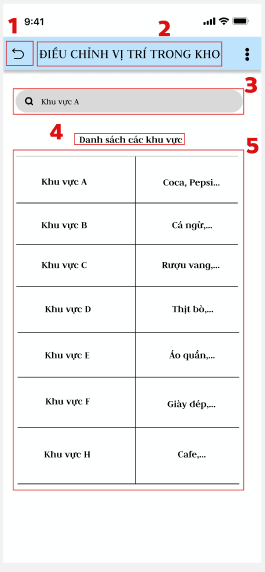 1
2
9:41
ĐIỀU CHỈNH VỊ TRÍ TRONG KHO
3
Khu vực A
4
Danh sách các khu vực
5
Khu vực A Coca, Pepsi...
Khu vực B Cá ngừ,...
Khu vực C Rượu vang,...
Khu vực D Thịt bò,...
Khu vực E Áo quần,...
Khu vực F Giày dép,...
Khu vực H Cafe,...